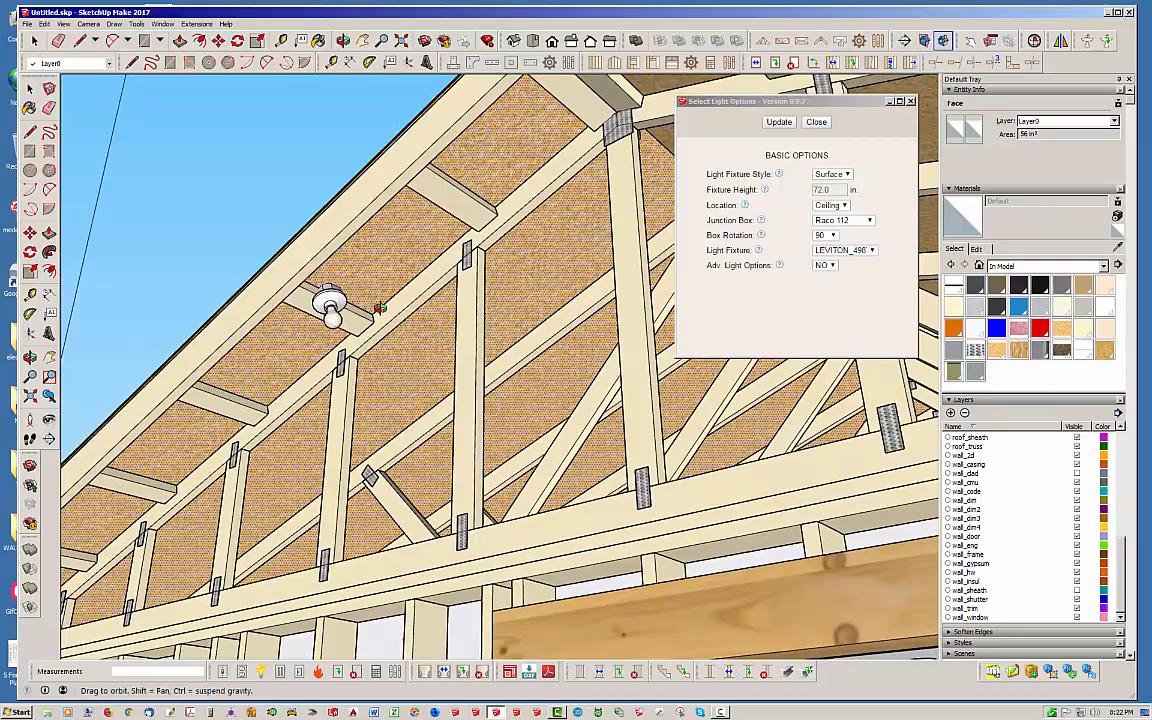 Untitled.skp - SketchUp Make 2017
File Edit View Camera Draw Tools Window Extensions Help
Layer0
Select Light Options - Version 0.9.7
Update Close
BASIC OPTIONS
Light Fixture Style: Surface
Fixture Height: 72.0 in.
Location: Ceiling
Junction Box: Raco 112
Box Rotation: 90
Light Fixture: LEVITON_498
Adv. Light Options: NO
Default Tray
Entity Info
Face
Layer: Layer0
Area: 56 in²
Materials
Default
Select Edit
In Model
Layers
Name Visible Color
roof_sheath
roof_truss
wall_2d
wall_casing
wall_clad
wall_cmu
wall_code
wall_dim
wall_dim2
wall_dim3
wall_dim4
wall_door
wall_eng
wall_frame
wall_gypsum
wall_hw
wall_insul
wall_sheath
wall_shutter
wall_trim
wall_window
Soften Edges
Styles
Scenes
Measurements
Drag to orbit. Shift = Pan, Ctrl = suspend gravity.
Start
8:22 PM